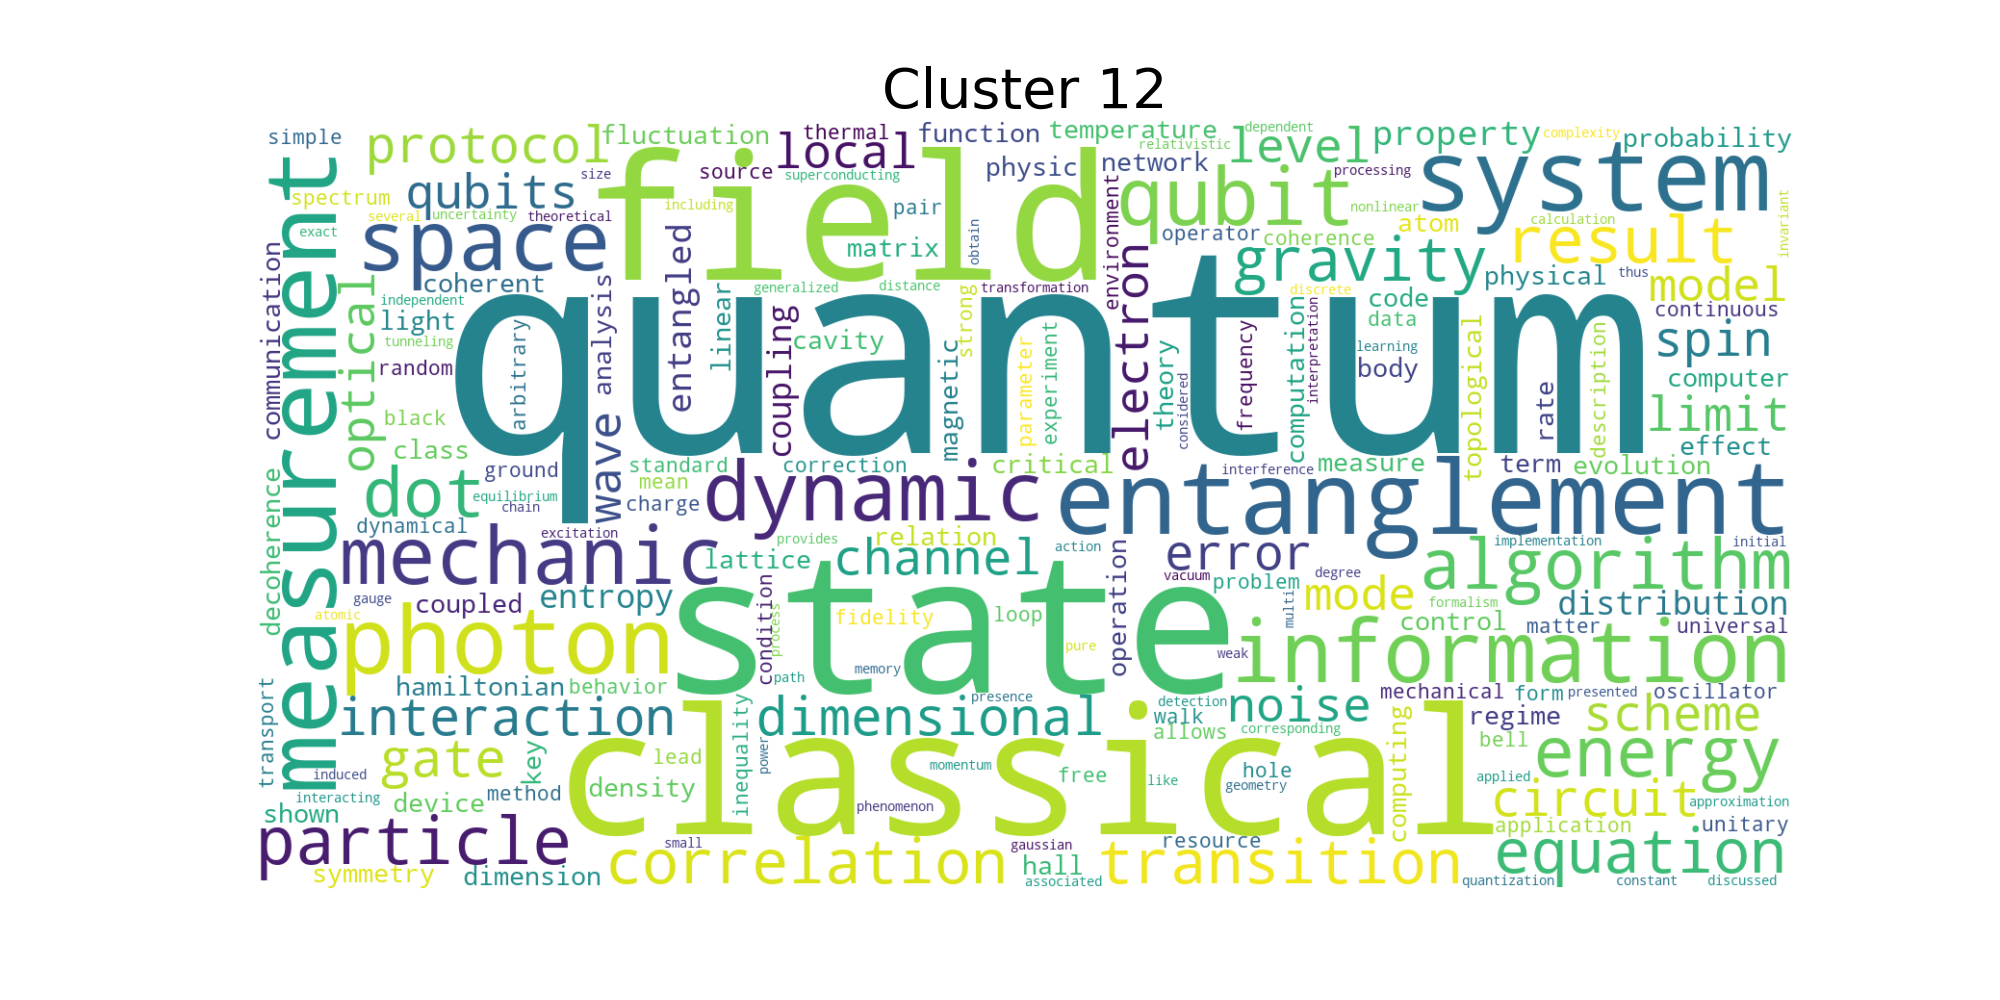 Cluster 12
simple
protocol
fluctuation
thermal
local
function
temperature
dependent
relativistic
level
property
complexity
probability
source
superconducting
physic
network
processing
system
spectrum
qubits
size
field
including
pair
qubit
nonlinear
atom
calculation
invariant
several
uncertainty
theoretical
exact
space
entangled
matrix
obtain
environment
operator
coherence
result
measurement
communication
optical
coherent
independent
light
tunneling
random
analysis
linear
generalized
distance
transformation
electron
gravity
physical
thus
model
discrete
code
data
continuous
quantum
arbitrary
coupling
cavity
strong
magnetic
parameter
experiment
theory
considered
frequency
computation
interpretation
learning
body
topological
description
rate
spin
computer
limit
effect
black
class
wave
ground
dot
equilibrium
chain
standard
mean
charge
correction
dynamic
critical
interference
measure
term
evolution
entanglement
decoherence
dynamical
mechanic
excitation
relation
provides
lattice
channel
action
operation
error
vacuum
problem
degree
implementation
initial
algorithm
gauge
atomic
coupled
entropy
condition
process
fidelity
loop
pure
multi
mode
formalism
control
distribution
matter
universal
photon
state
weak
information
memory
path
hamiltonian
behavior
presence
transport
interaction
inequality
dimensional
detection
walk
allows
noise
corresponding
mechanical
form
presented
oscillator
regime
scheme
computing
bell
energy
gate
key
lead
power
classical
momentum
free
like
hole
geometry
applied
induced
interacting
device
method
density
phenomenon
circuit
approximation
shown
particle
small
gaussian
resource
application
unitary
equation
symmetry
dimension
correlation
hall
associated
transition
quantization
constant
discussed